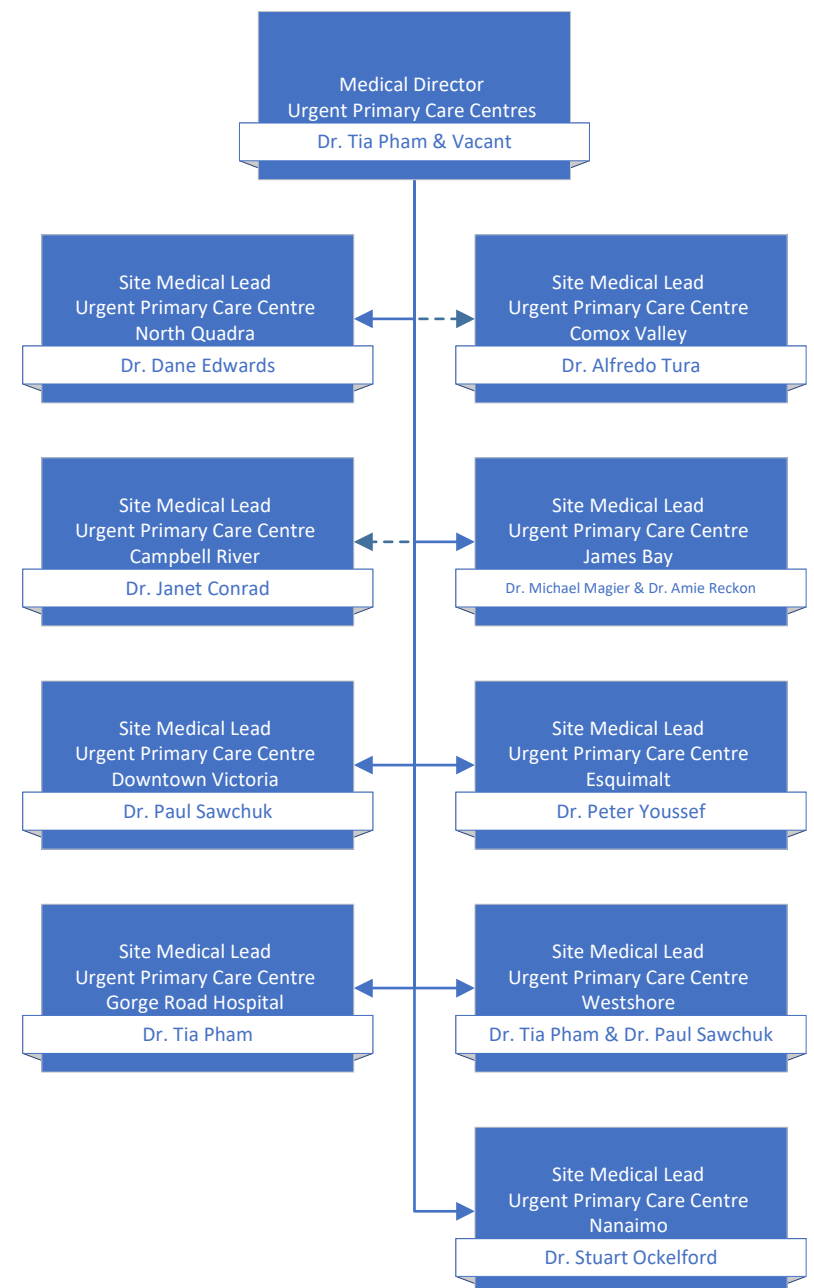 Medical Director
Urgent Primary Care Centres
Dr. Tia Pham & Vacant
Site Medical Lead
Urgent Primary Care Centre
North Quadra
Dr. Dane Edwards
Site Medical Lead
Urgent Primary Care Centre
Comox Valley
Dr. Alfredo Tura
Site Medical Lead
Urgent Primary Care Centre
Campbell River
Dr. Janet Conrad
Site Medical Lead
Urgent Primary Care Centre
James Bay
Dr. Michael Magier & Dr. Amie Reckon
Site Medical Lead
Urgent Primary Care Centre
Downtown Victoria
Dr. Paul Sawchuk
Site Medical Lead
Urgent Primary Care Centre
Esquimalt
Dr. Peter Youssef
Site Medical Lead
Urgent Primary Care Centre
Gorge Road Hospital
Dr. Tia Pham
Site Medical Lead
Urgent Primary Care Centre
Westshore
Dr. Tia Pham & Dr. Paul Sawchuk
Site Medical Lead
Urgent Primary Care Centre
Nanaimo
Dr. Stuart Ockelford